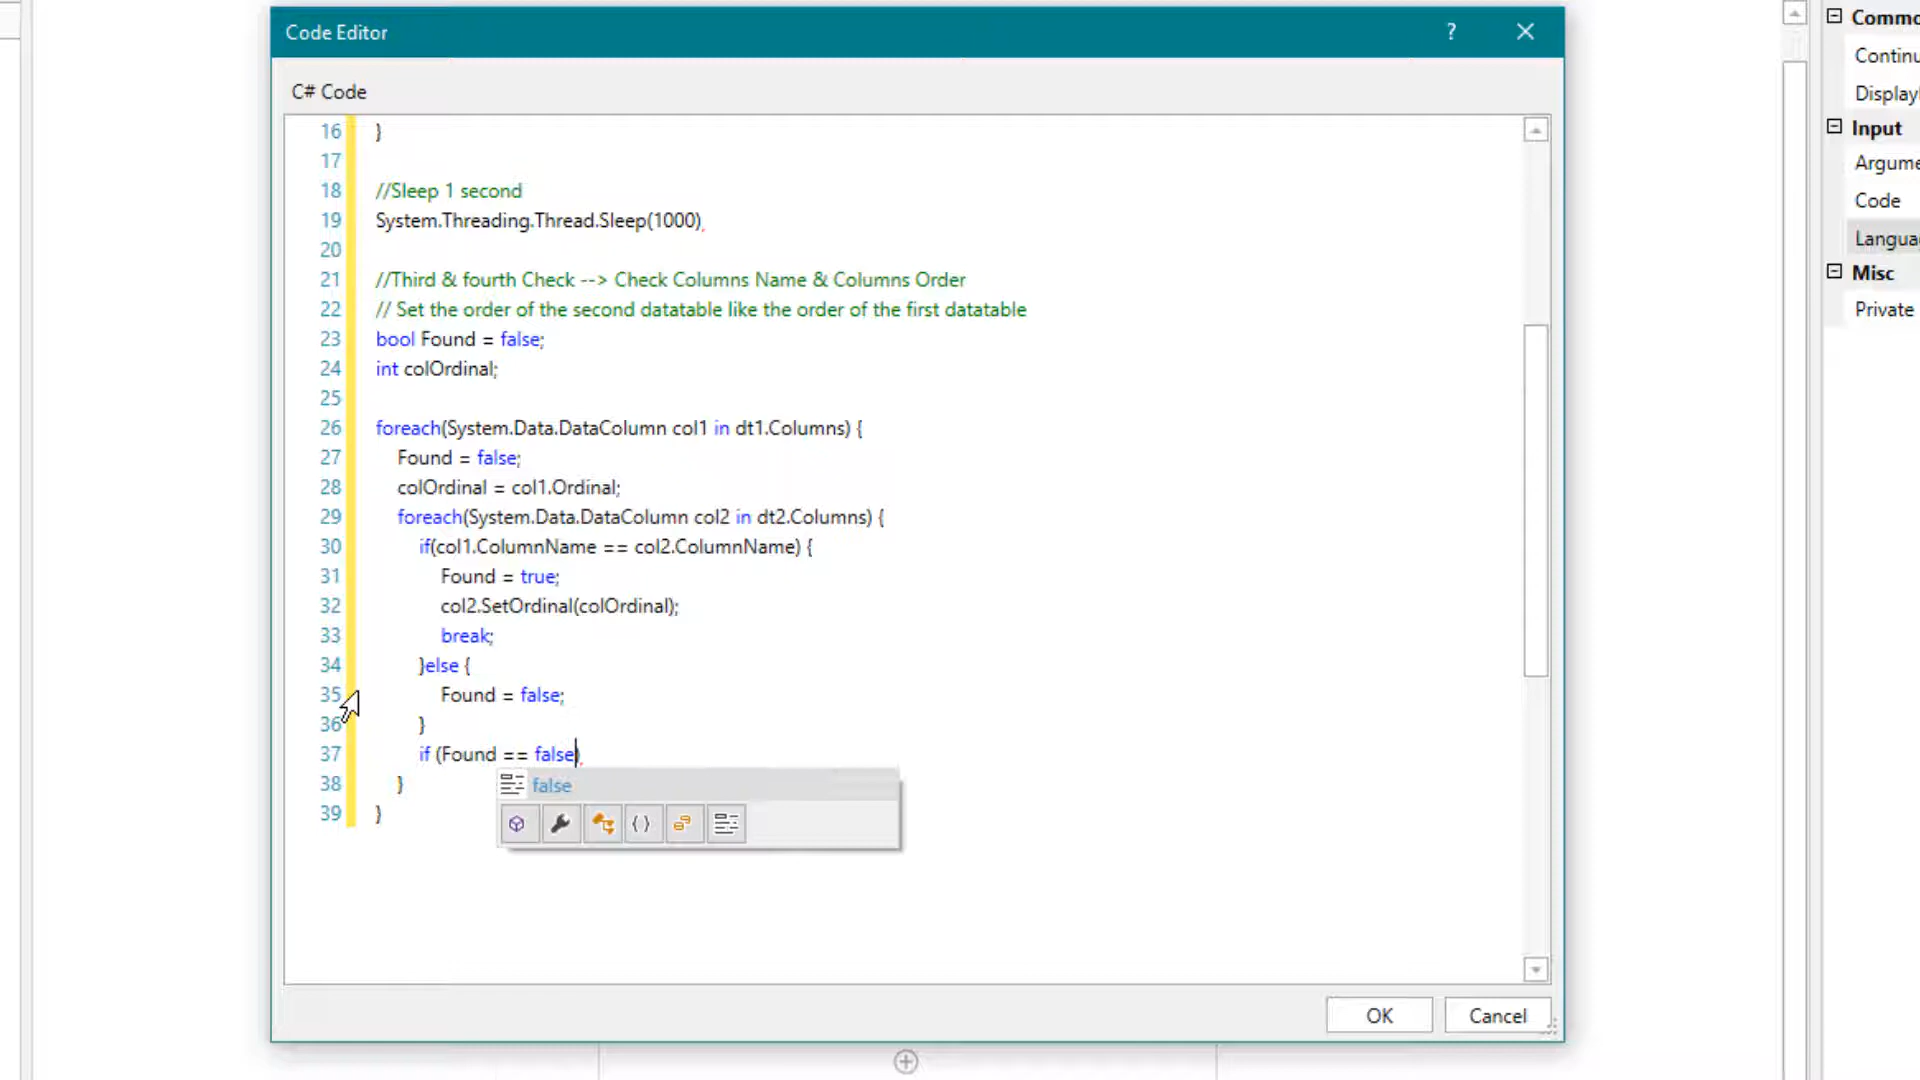 Code Editor
?
C# Code
16 }
17
18 //Sleep 1 second
19 System.Threading.Thread.Sleep(1000)
20
21 //Third & fourth Check --> Check Columns Name & Columns Order
22 // Set the order of the second datatable like the order of the first datatable
23 bool Found = false;
24 int colOrdinal;
25
26 foreach(System.Data.DataColumn col1 in dt1.Columns) {
27 Found = false;
28 colOrdinal = col1.Ordinal;
29 foreach(System.Data.DataColumn col2 in dt2.Columns) {
30 if(col1.ColumnName == col2.ColumnName) {
31 Found = true;
32 col2.SetOrdinal(colOrdinal);
33 break;
34 }else {
35 Found = false;
36 }
37 if (Found == false)
38 }
39 }
false
OK
Cancel
Commo
Continu
Display
Input
Argume
Code
Langua
Misc
Private